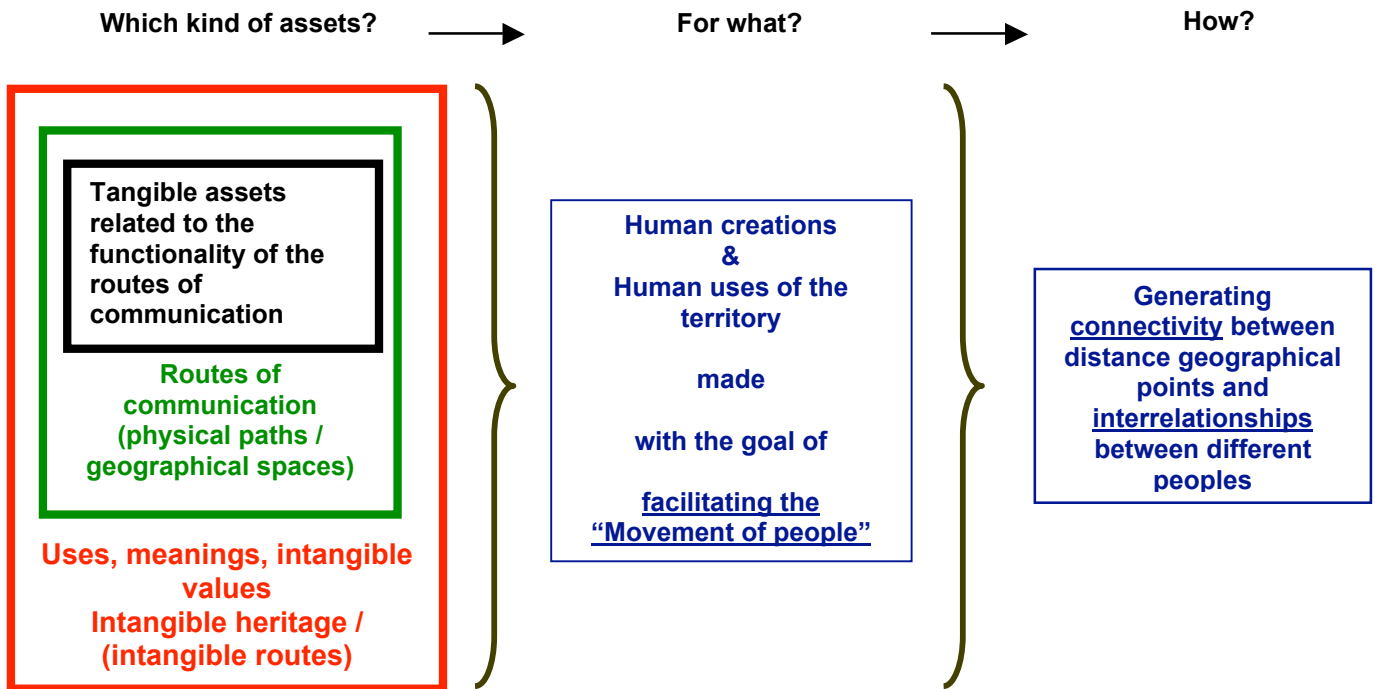 Which kind of assets?
For what?
How?
Tangible assets
related to the
functionality of the
routes of
communication
Routes of
communication
(physical paths /
geographical spaces)
Uses, meanings, intangible
values
Intangible heritage /
(intangible routes)
Human creations
&
Human uses of the
territory
made
with the goal of
facilitating the
“Movement of people”
Generating
connectivity between
distance geographical
points and
interrelationships
between different
peoples